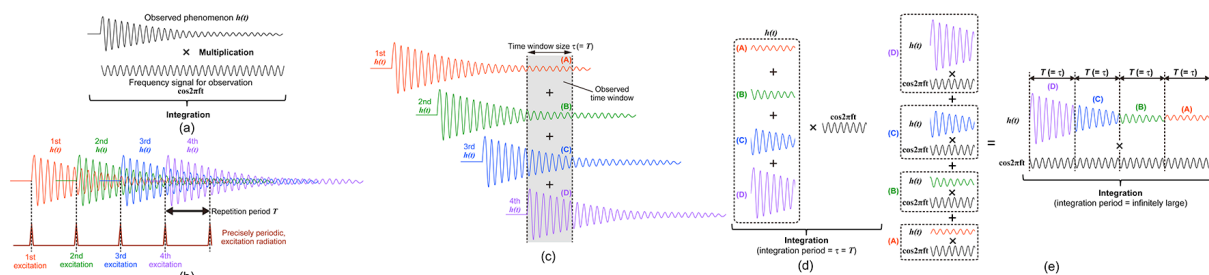 Observed phenomenon h(t)
× Multiplication
Frequency signal for observation
cos2πft
Integration
(a)
1st
h(t)
2nd
h(t)
3rd
h(t)
4th
h(t)
Repetition period T
Precisely periodic,
excitation radiation
1st
excitation
2nd
excitation
3rd
excitation
4th
excitation
(b)
Time window size τ (= T)
1st
h(t)
(A)
Observed
time window
+
2nd
h(t)
(B)
+
3rd
h(t)
(C)
+
4th
h(t)
(D)
(c)
h(t)
(A)
+
(B)
+
(C)
+
(D)
cos2πft
×
Integration
(integration period = τ = T)
(d)
(D)
h(t)
×
cos2πft
+
(C)
h(t)
×
cos2πft
+
(B)
h(t)
×
cos2πft
+
(A)
h(t)
×
cos2πft
=
T (= τ) T (= τ) T (= τ) T (= τ)
(D) (C) (B) (A)
h(t)
×
cos2πft
Integration
(integration period = infinitely large)
(e)